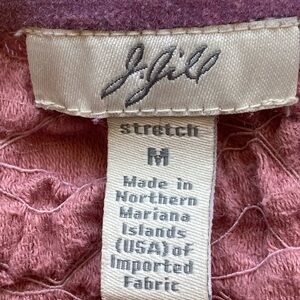 J.Jill
stretch
M
Made in
Northern
Mariana
Islands
(USA) of
Imported
Fabric